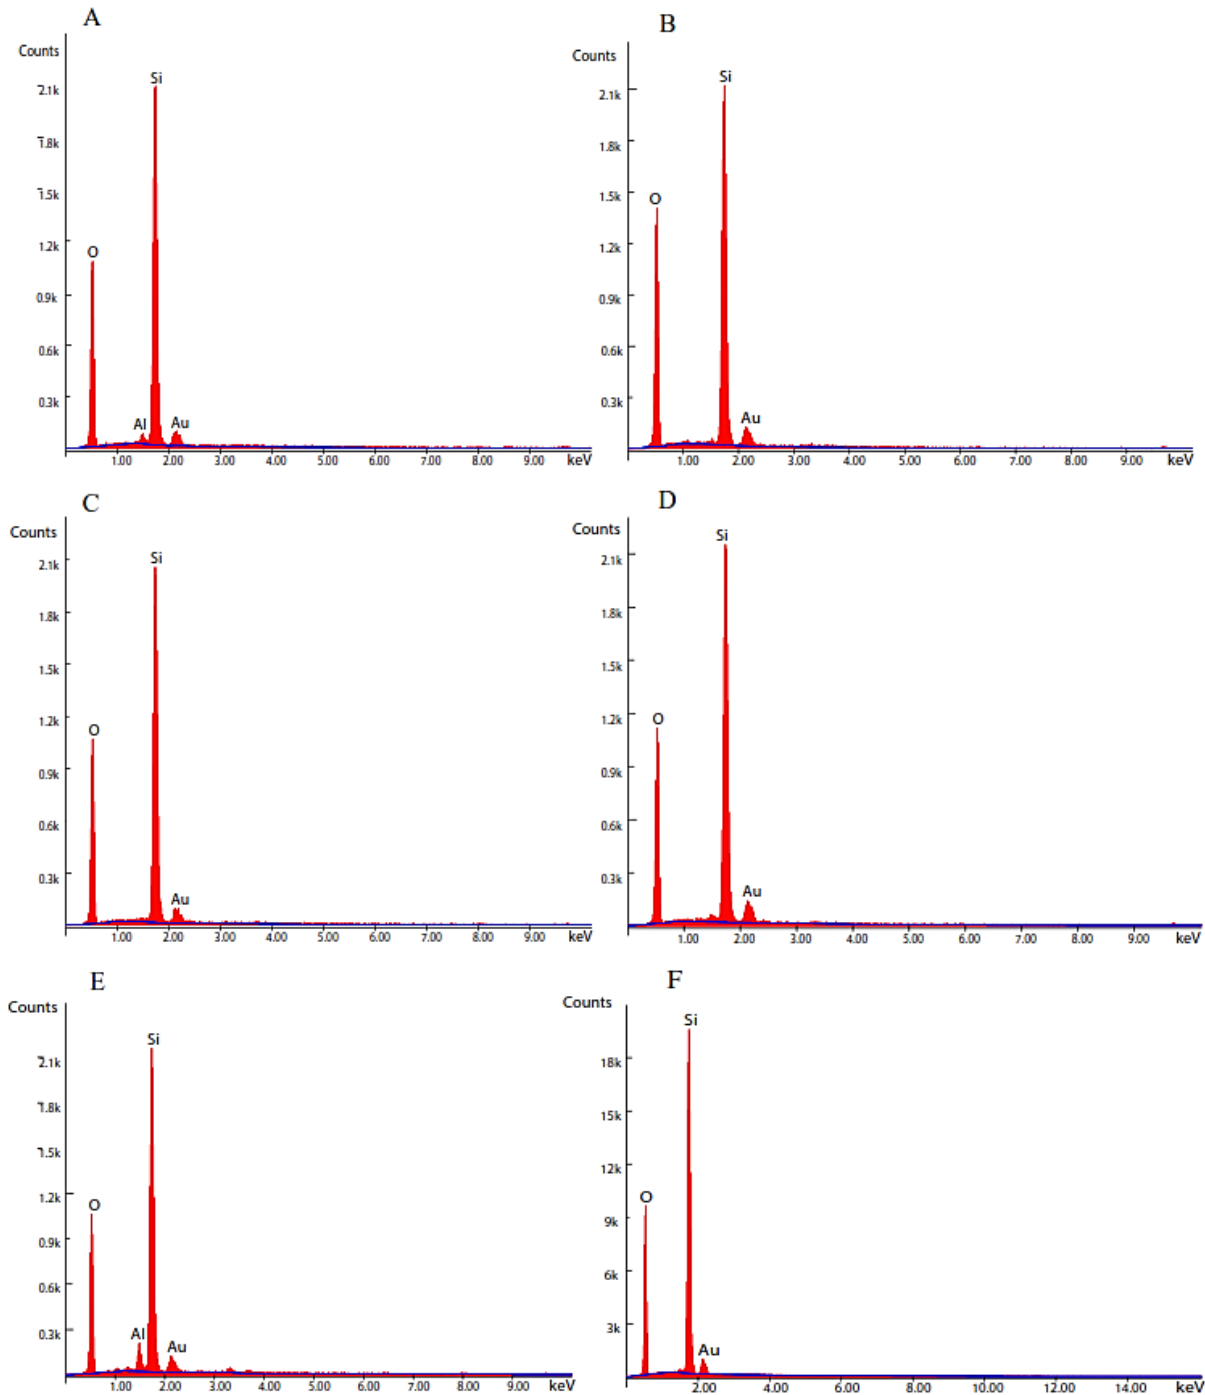 A
Counts
2.1k
1.8k
1.5k
1.2k
0.9k
0.6k
0.3k
Si
O
Al
Au
1.00 2.00 3.00 4.00 5.00 6.00 7.00 8.00 9.00 keV
B
Counts
2.1k
1.8k
1.5k
1.2k
0.9k
0.6k
0.3k
Si
O
Au
1.00 2.00 3.00 4.00 5.00 6.00 7.00 8.00 9.00 keV
C
Counts
2.1k
1.8k
1.5k
1.2k
0.9k
0.6k
0.3k
Si
O
Au
1.00 2.00 3.00 4.00 5.00 6.00 7.00 8.00 9.00 keV
D
Counts
2.1k
1.8k
1.5k
1.2k
0.9k
0.6k
0.3k
Si
O
Au
1.00 2.00 3.00 4.00 5.00 6.00 7.00 8.00 9.00 keV
E
Counts
2.1k
1.8k
1.5k
1.2k
0.9k
0.6k
0.3k
Si
O
Al
Au
1.00 2.00 3.00 4.00 5.00 6.00 7.00 8.00 9.00 keV
F
Counts
18k
15k
12k
9k
6k
3k
Si
O
Au
2.00 4.00 6.00 8.00 10.00 12.00 14.00 keV